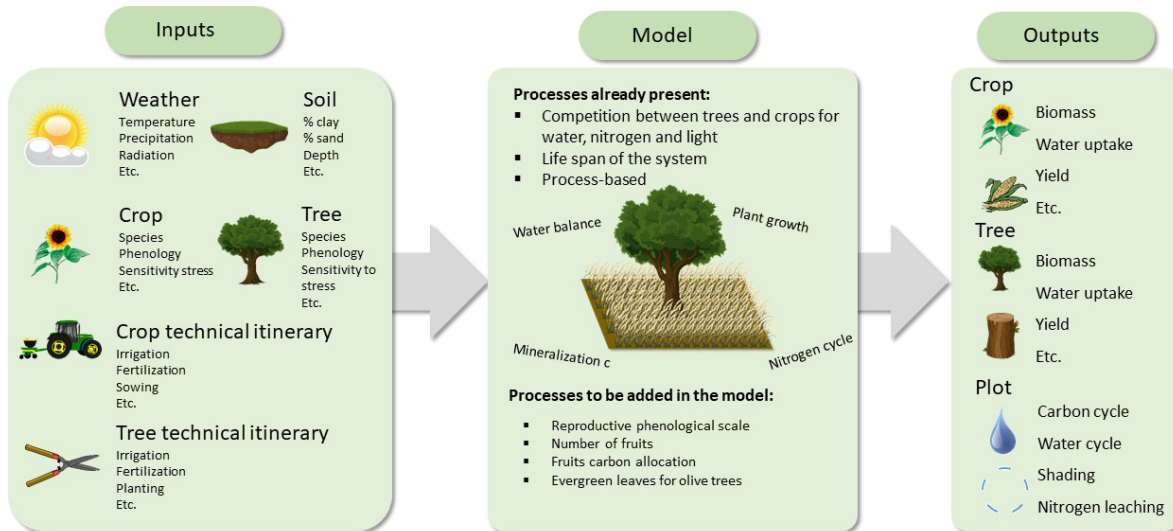 Inputs
Weather
Temperature
Precipitation
Radiation
Etc.
Soil
% clay
% sand
Depth
Etc.
Crop
Species
Phenology
Sensitivity stress
Etc.
Tree
Species
Phenology
Sensitivity to
stress
Etc.
Crop technical itinerary
Irrigation
Fertilization
Sowing
Etc.
Tree technical itinerary
Irrigation
Fertilization
Planting
Etc.
Model
Processes already present:
▪ Competition between trees and crops for
water, nitrogen and light
▪ Life span of the system
▪ Process-based
Water balance
Plant growth
Mineralization c
Nitrogen cycle
Processes to be added in the model:
▪ Reproductive phenological scale
▪ Number of fruits
▪ Fruits carbon allocation
▪ Evergreen leaves for olive trees
Outputs
Crop
Biomass
Water uptake
Yield
Etc.
Tree
Biomass
Water uptake
Yield
Etc.
Plot
Carbon cycle
Water cycle
Shading
Nitrogen leaching